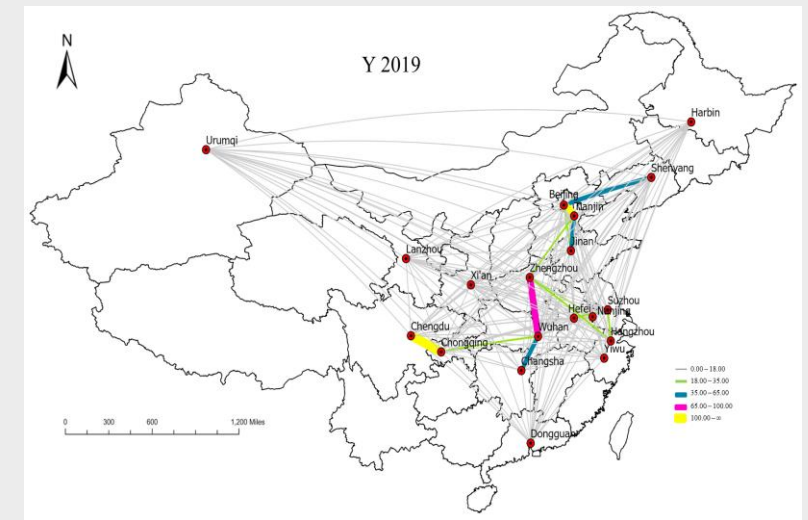 N
Y 2019
Harbin
Urumqi
Shenyang
Beijing
Tianjin
Jinan
Lanzhou
Zhengzhou
Xi'an
Suzhou
Hefei
Nanjing
Chengdu
Wuhan
Hangzhou
Chongqing
Yiwu
Changsha
0.00−18.00
18.00−35.00
35.00−65.00
65.00−100.00
100.00−∞
0 300 600 1,200 Miles
Dongguan